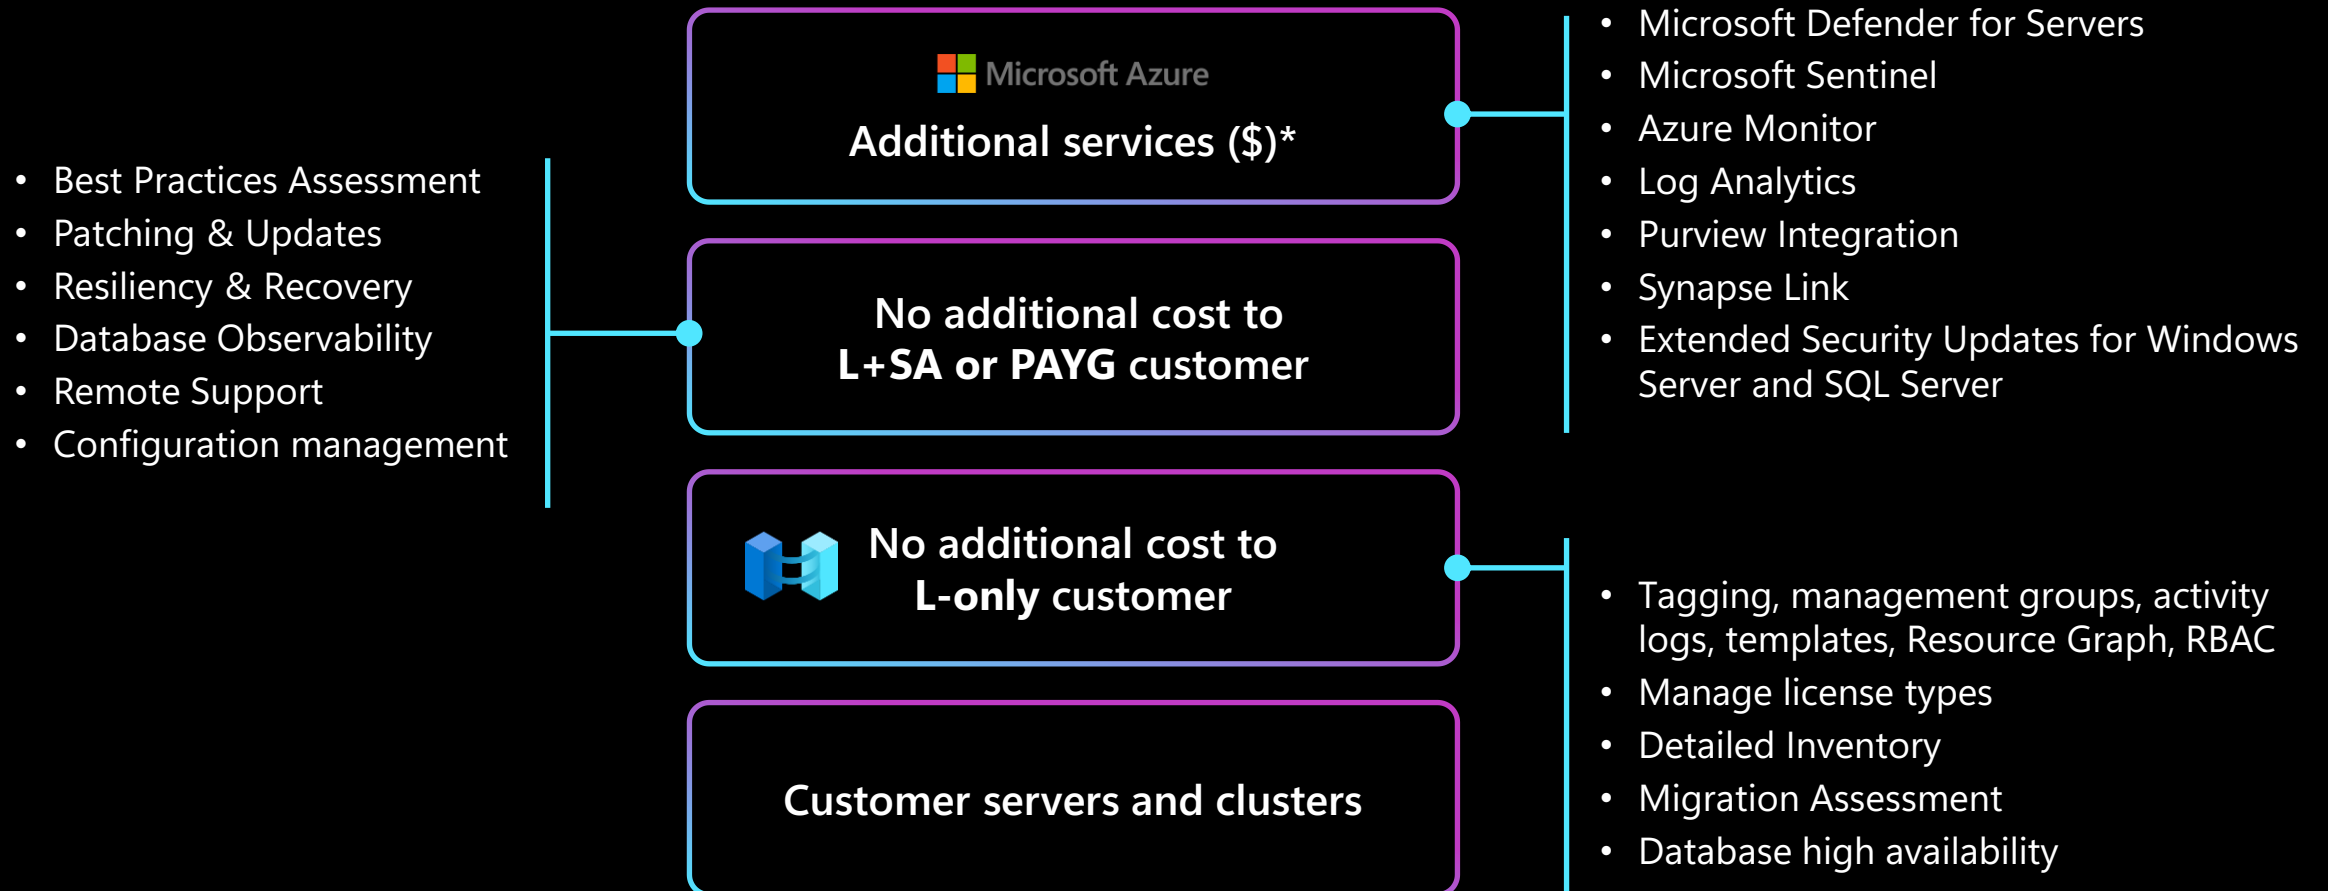 • Best Practices Assessment
• Patching & Updates
• Resiliency & Recovery
• Database Observability
• Remote Support
• Configuration management
Microsoft Azure
Additional services ($)*
No additional cost to
L+SA or PAYG customer
No additional cost to
L-only customer
Customer servers and clusters
• Microsoft Defender for Servers
• Microsoft Sentinel
• Azure Monitor
• Log Analytics
• Purview Integration
• Synapse Link
• Extended Security Updates for Windows
Server and SQL Server
• Tagging, management groups, activity
logs, templates, Resource Graph, RBAC
• Manage license types
• Detailed Inventory
• Migration Assessment
• Database high availability